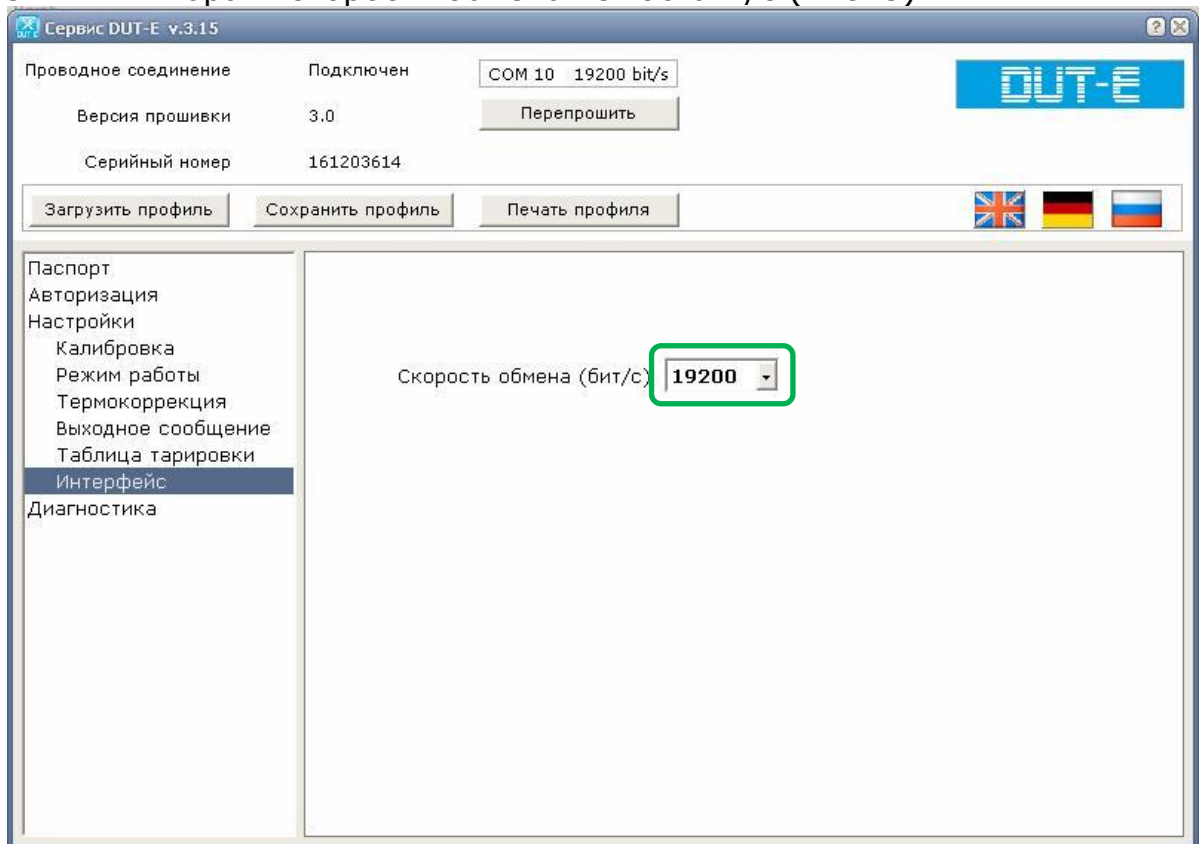 Сервис DUT-E v.3.15
Проводное соединение Подключен COM 10 19200 bit/s
DUT-E
Версия прошивки 3.0 Перепрошить
Серийный номер 161203614
Загрузить профиль Сохранить профиль Печать профиля
Паспорт
Авторизация
Настройки
Калибровка
Режим работы
Термокоррекция
Выходное сообщение
Таблица тарировки
Интерфейс
Диагностика
Скорость обмена (бит/с) 19200